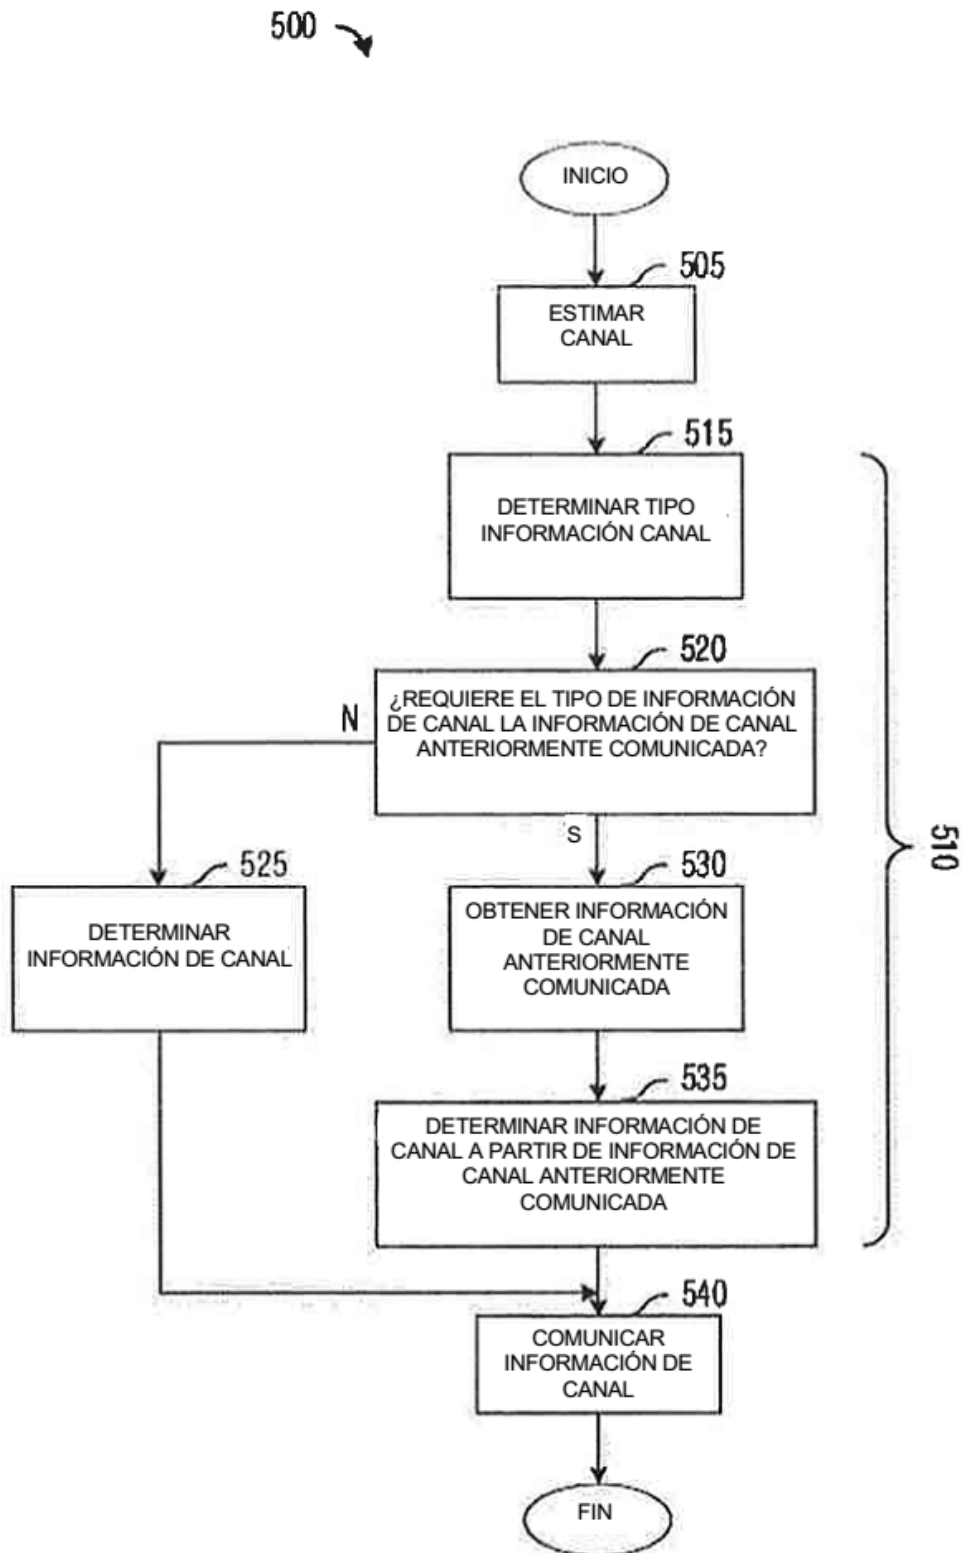 500
INICIO
505
ESTIMAR
CANAL
515
DETERMINAR TIPO
INFORMACIÓN CANAL
520
¿REQUIERE EL TIPO DE INFORMACIÓN
DE CANAL LA INFORMACIÓN DE CANAL
ANTERIORMENTE COMUNICADA?
N
S
510
525
DETERMINAR
INFORMACIÓN DE CANAL
530
OBTENER INFORMACIÓN
DE CANAL
ANTERIORMENTE
COMUNICADA
535
DETERMINAR INFORMACIÓN DE
CANAL A PARTIR DE INFORMACIÓN DE
CANAL ANTERIORMENTE
COMUNICADA
540
COMUNICAR
INFORMACIÓN DE
CANAL
FIN